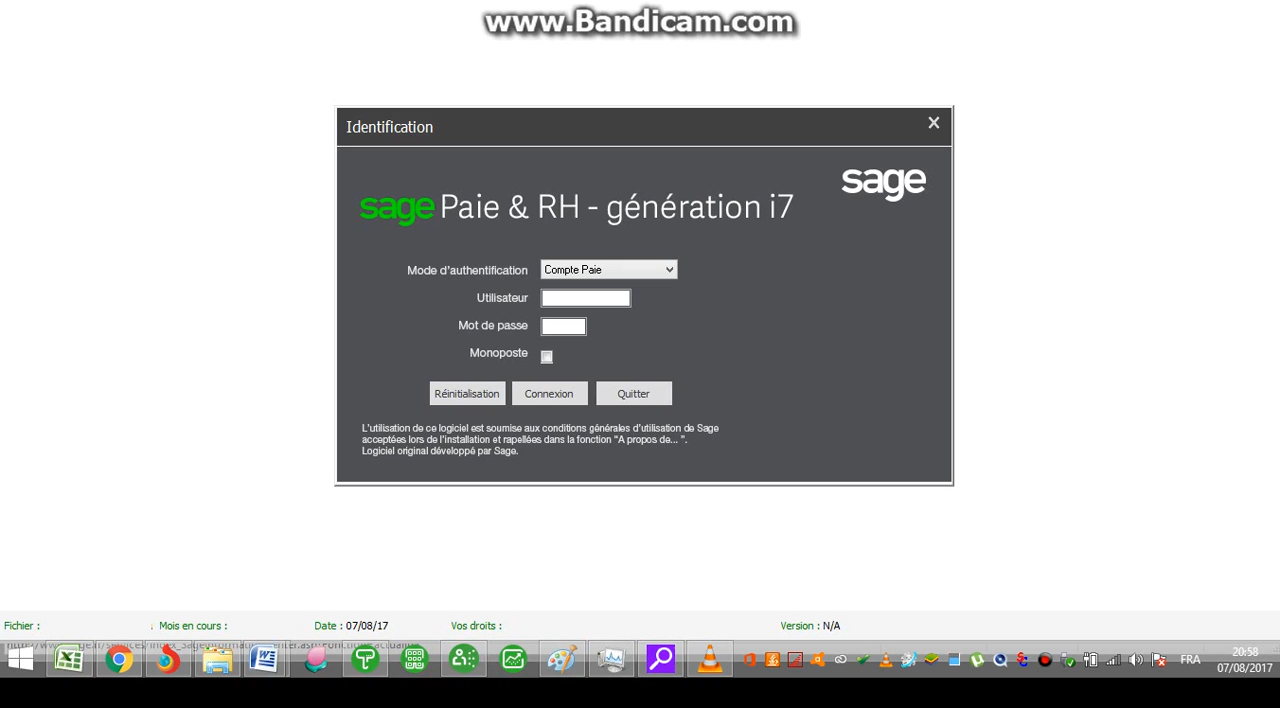 www.Bandicam.com
Identification
sage
sage Paie & RH - génération i7
Mode d'authentification Compte Paie
Utilisateur
Mot de passe
Monoposte
Réinitialisation Connexion Quitter
L'utilisation de ce logiciel est soumise aux conditions générales d'utilisation de Sage
acceptées lors de l'installation et rapellées dans la fonction "A propos de... ".
Logiciel original développé par Sage.
Fichier : Mois en cours : Date : 07/08/17 Vos droits : Version : N/A
FRA 20:58
07/08/2017